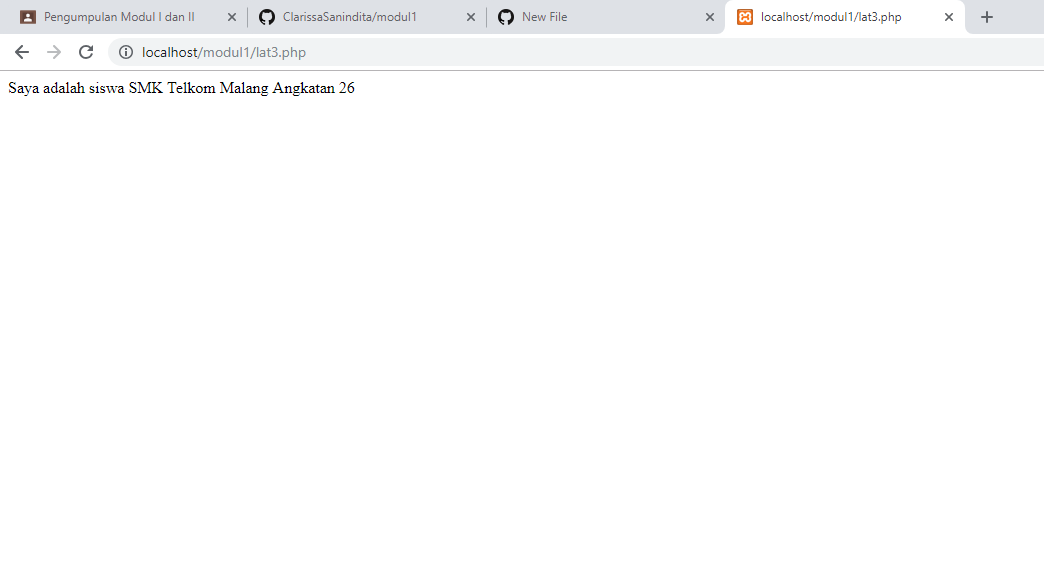 Pengumpulan Modul I dan II
ClarissaSanindita/modul1
New File
localhost/modul1/lat3.php
localhost/modul1/lat3.php
Saya adalah siswa SMK Telkom Malang Angkatan 26